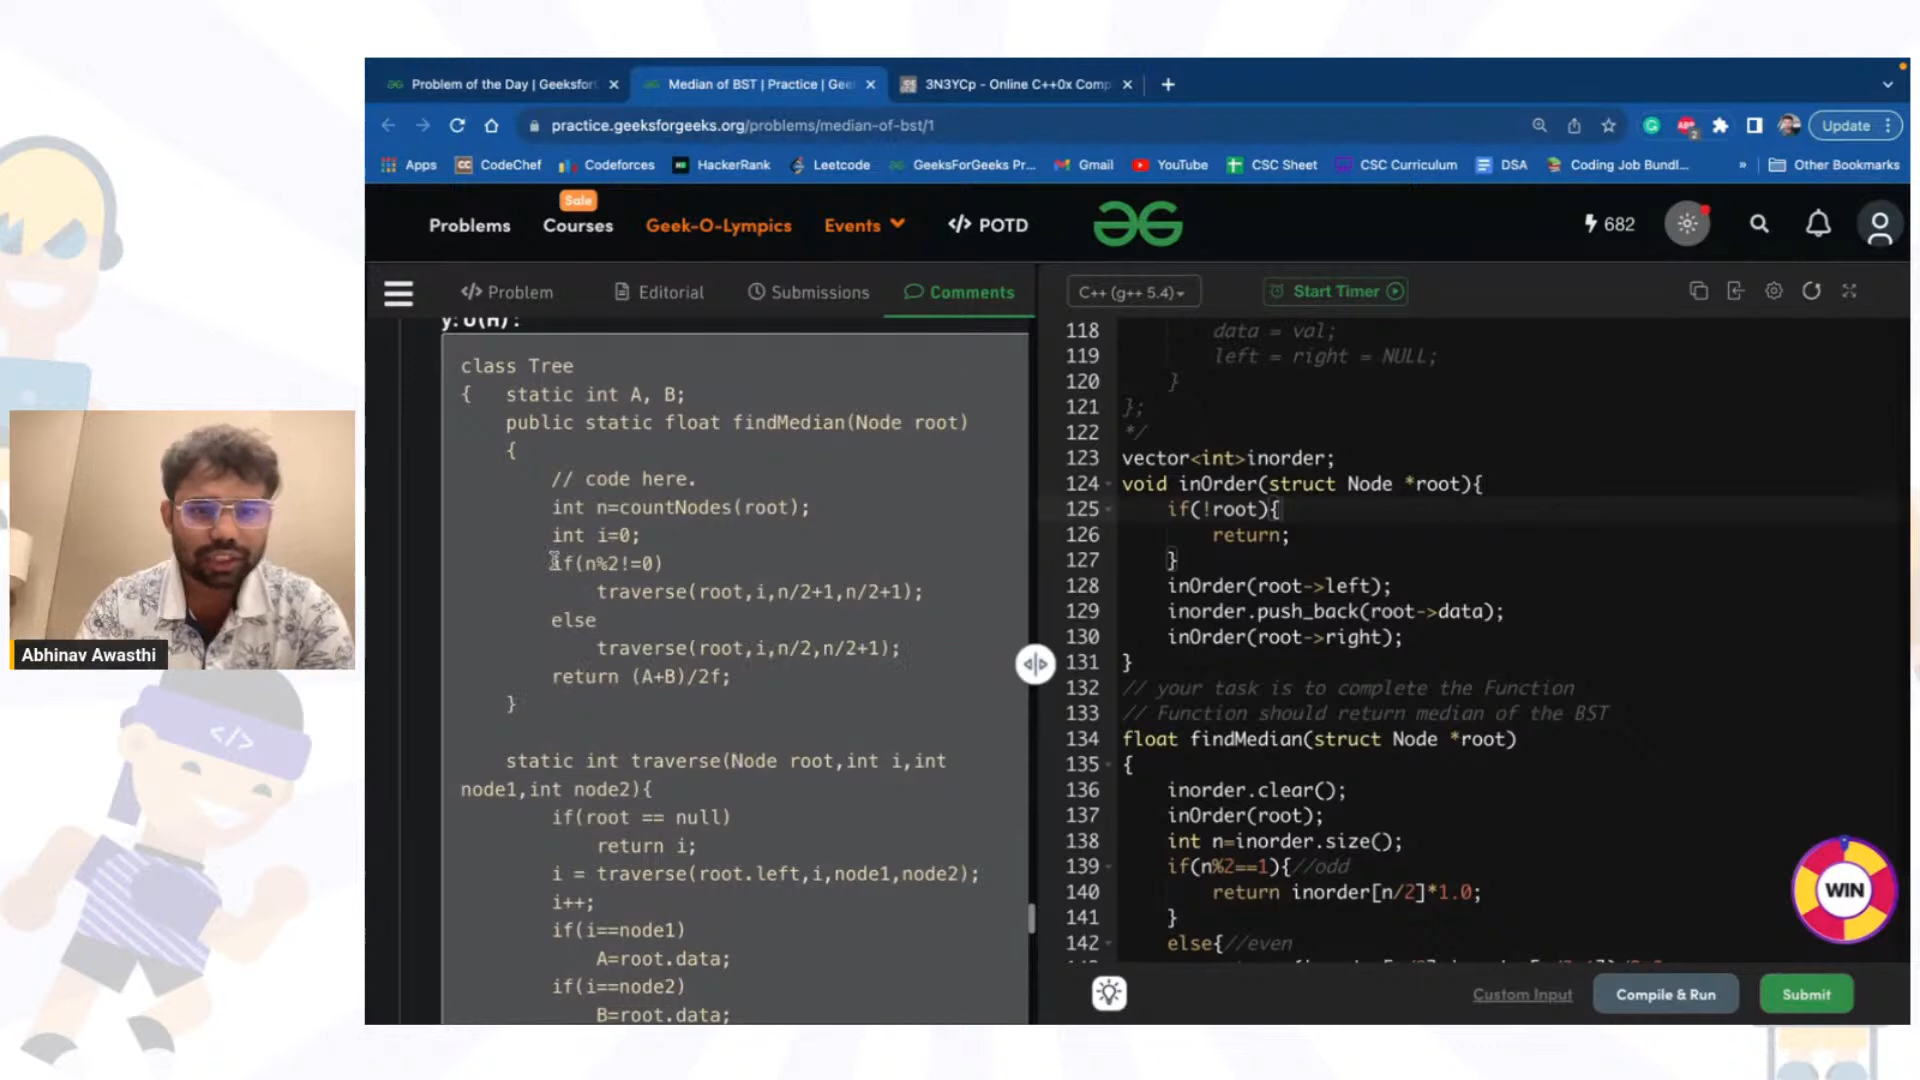 Problem of the Day | Geeksfor
Median of BST | Practice | Gee
3N3YCp - Online C++0x Comp
practice.geeksforgeeks.org/problems/median-of-bst/1
Update
Apps
CodeChef
Codeforces
HackerRank
Leetcode
GeeksForGeeks Pr...
Gmail
YouTube
CSC Sheet
CSC Curriculum
DSA
Coding Job Bundl...
»
Other Bookmarks
Sale
Problems
Courses
Geek-O-Lympics
Events
</> POTD
682
</> Problem
Editorial
Submissions
Comments
C++ (g++ 5.4)
Start Timer
y: O(H) :
class Tree
{ static int A, B;
public static float findMedian(Node root)
{
// code here.
int n=countNodes(root);
int i=0;
if(n%2!=0)
traverse(root,i,n/2+1,n/2+1);
else
traverse(root,i,n/2,n/2+1);
return (A+B)/2f;
}
static int traverse(Node root,int i,int
node1,int node2){
if(root == null)
return i;
i = traverse(root.left,i,node1,node2);
i++;
if(i==node1)
A=root.data;
if(i==node2)
B=root.data;
118 data = val;
119 left = right = NULL;
120 }
121 };
122 */
123 vector<int>inorder;
124 void inOrder(struct Node *root){
125 if(!root){
126 return;
127 }
128 inOrder(root->left);
129 inorder.push_back(root->data);
130 inOrder(root->right);
131 }
132 // your task is to complete the Function
133 // Function should return median of the BST
134 float findMedian(struct Node *root)
135 {
136 inorder.clear();
137 inOrder(root);
138 int n=inorder.size();
139 if(n%2==1){//odd
140 return inorder[n/2]*1.0;
141 }
142 else{//even
WIN
Custom Input
Compile & Run
Submit
Abhinav Awasthi
</>